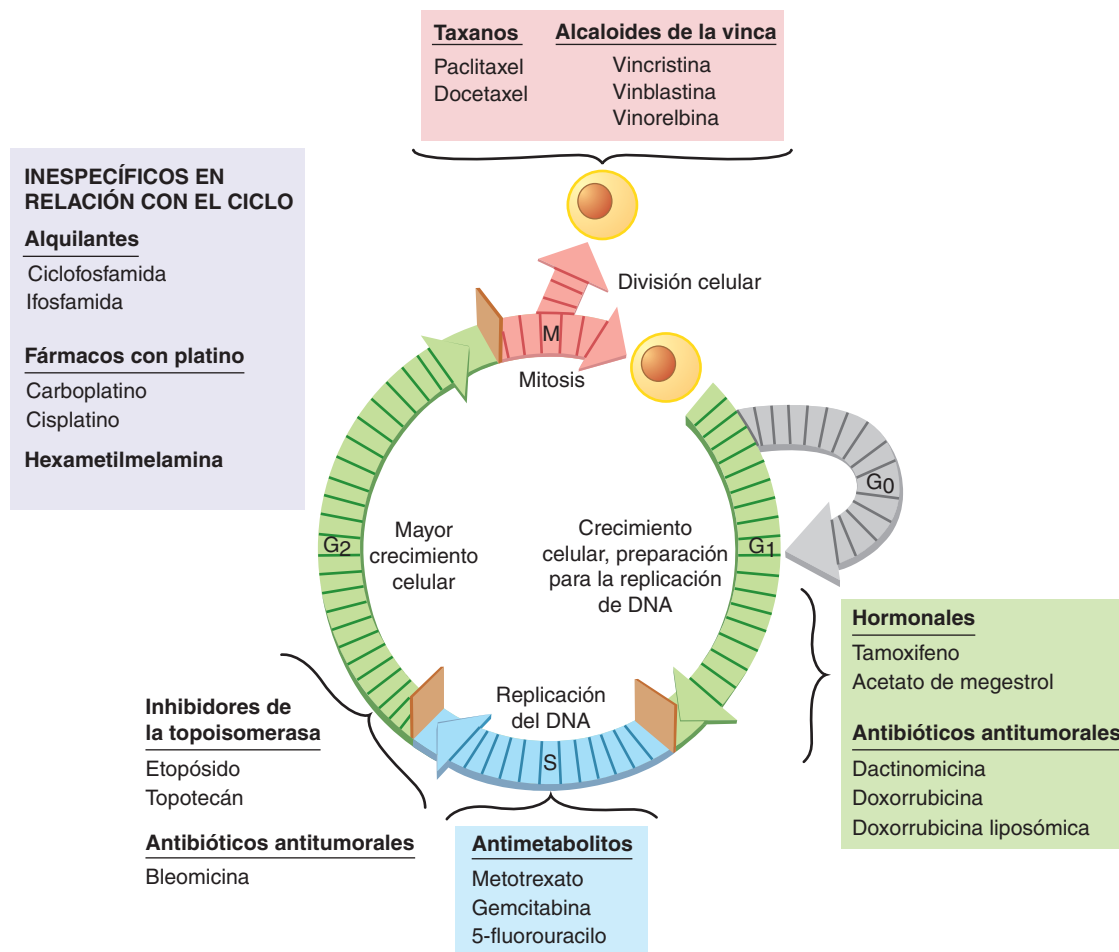 Taxanos
Paclitaxel
Docetaxel
Alcaloides de la vinca
Vincristina
Vinblastina
Vinorelbina
INESPECÍFICOS EN
RELACIÓN CON EL CICLO
Alquilantes
Ciclofosfamida
Ifosfamida
Fármacos con platino
Carboplatino
Cisplatino
Hexametilmelamina
División celular
M
Mitosis
G0
G2
Mayor
crecimiento
celular
Crecimiento
celular, preparación
para la replicación
de DNA
G1
Hormonales
Tamoxifeno
Acetato de megestrol
Antibióticos antitumorales
Dactinomicina
Doxorrubicina
Doxorrubicina liposómica
Replicación
del DNA
S
Inhibidores de
la topoisomerasa
Etopósido
Topotecán
Antibióticos antitumorales
Bleomicina
Antimetabolitos
Metotrexato
Gemcitabina
5-fluorouracilo